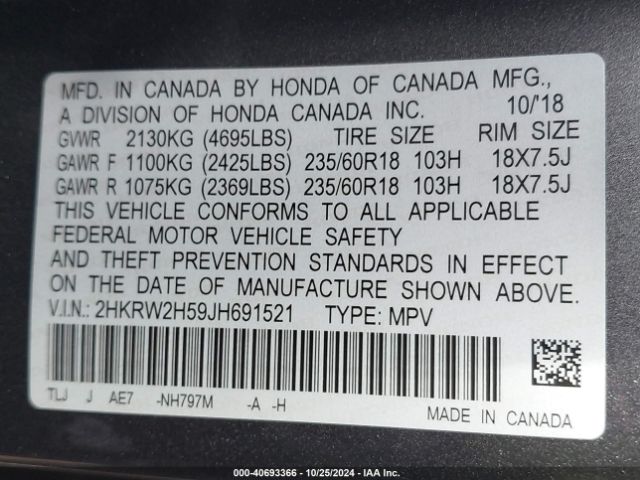 MFD. IN CANADA BY HONDA OF CANADA MFG.,
A DIVISION OF HONDA CANADA INC. 10/'18
GVWR 2130KG (4695LBS) TIRE SIZE RIM SIZE
GAWR F 1100KG (2425LBS) 235/60R18 103H 18X7.5J
GAWR R 1075KG (2369LBS) 235/60R18 103H 18X7.5J
THIS VEHICLE CONFORMS TO ALL APPLICABLE
FEDERAL MOTOR VEHICLE SAFETY
AND THEFT PREVENTION STANDARDS IN EFFECT
ON THE DATE OF MANUFACTURE SHOWN ABOVE.
V.I.N.: 2HKRW2H59JH691521 TYPE: MPV
TLJ J AE7 -NH797M -A -H
MADE IN CANADA
000-40693366 - 10/25/2024 - IAA Inc.